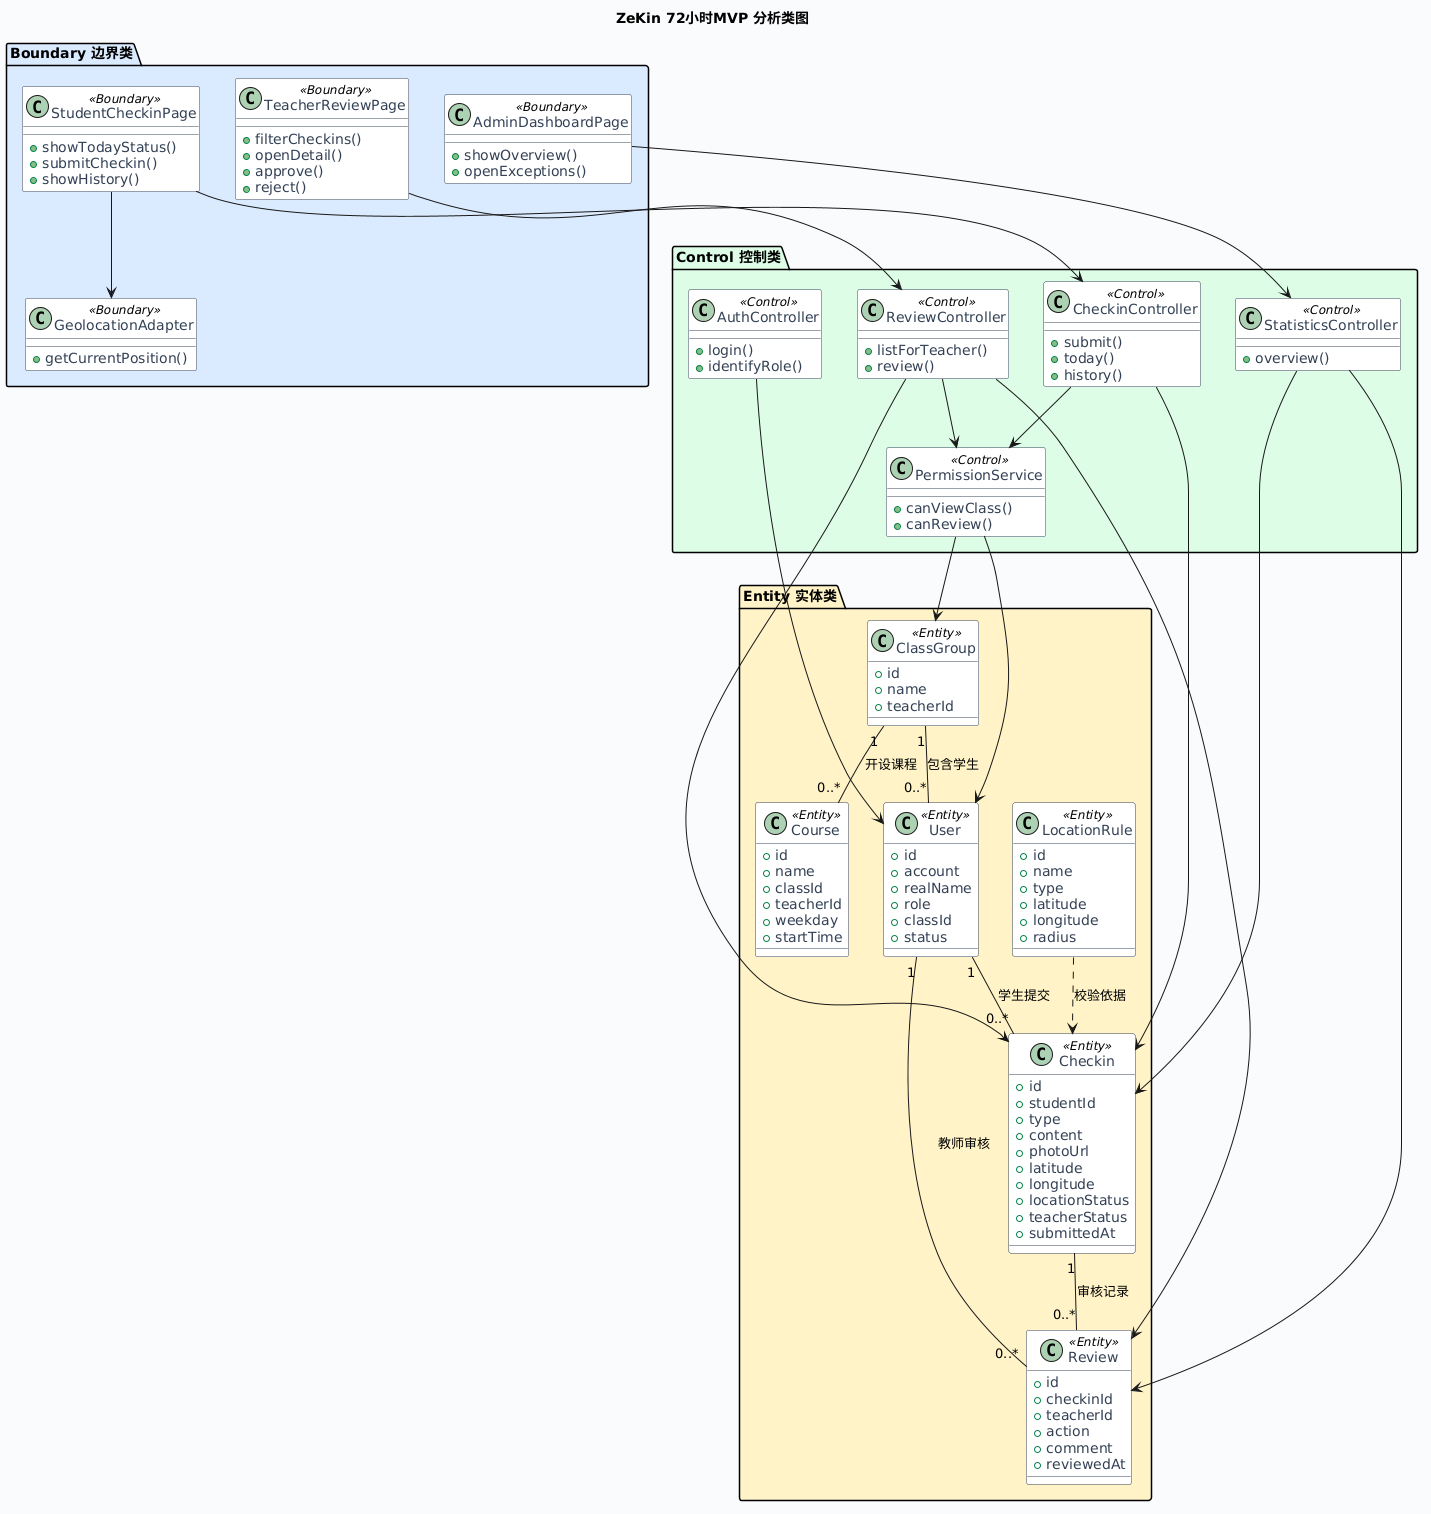 ZeKin 72小时MVP 分析类图
Boundary 边界类
C
«Boundary»
StudentCheckinPage
showTodayStatus()
submitCheckin()
showHistory()
C
«Boundary»
TeacherReviewPage
filterCheckins()
openDetail()
approve()
reject()
C
«Boundary»
AdminDashboardPage
showOverview()
openExceptions()
C
«Boundary»
GeolocationAdapter
getCurrentPosition()
Control 控制类
C
«Control»
AuthController
login()
identifyRole()
C
«Control»
ReviewController
listForTeacher()
review()
C
«Control»
CheckinController
submit()
today()
history()
C
«Control»
StatisticsController
overview()
C
«Control»
PermissionService
canViewClass()
canReview()
Entity 实体类
C
«Entity»
ClassGroup
id
name
teacherId
1
开设课程
0..*
1
包含学生
0..*
C
«Entity»
Course
id
name
classId
teacherId
weekday
startTime
C
«Entity»
User
id
account
realName
role
classId
status
C
«Entity»
LocationRule
id
name
type
latitude
longitude
radius
1
教师审核
0..*
1
学生提交
0..*
校验依据
C
«Entity»
Checkin
id
studentId
type
content
photoUrl
latitude
longitude
locationStatus
teacherStatus
submittedAt
1
审核记录
0..*
C
«Entity»
Review
id
checkinId
teacherId
action
comment
reviewedAt